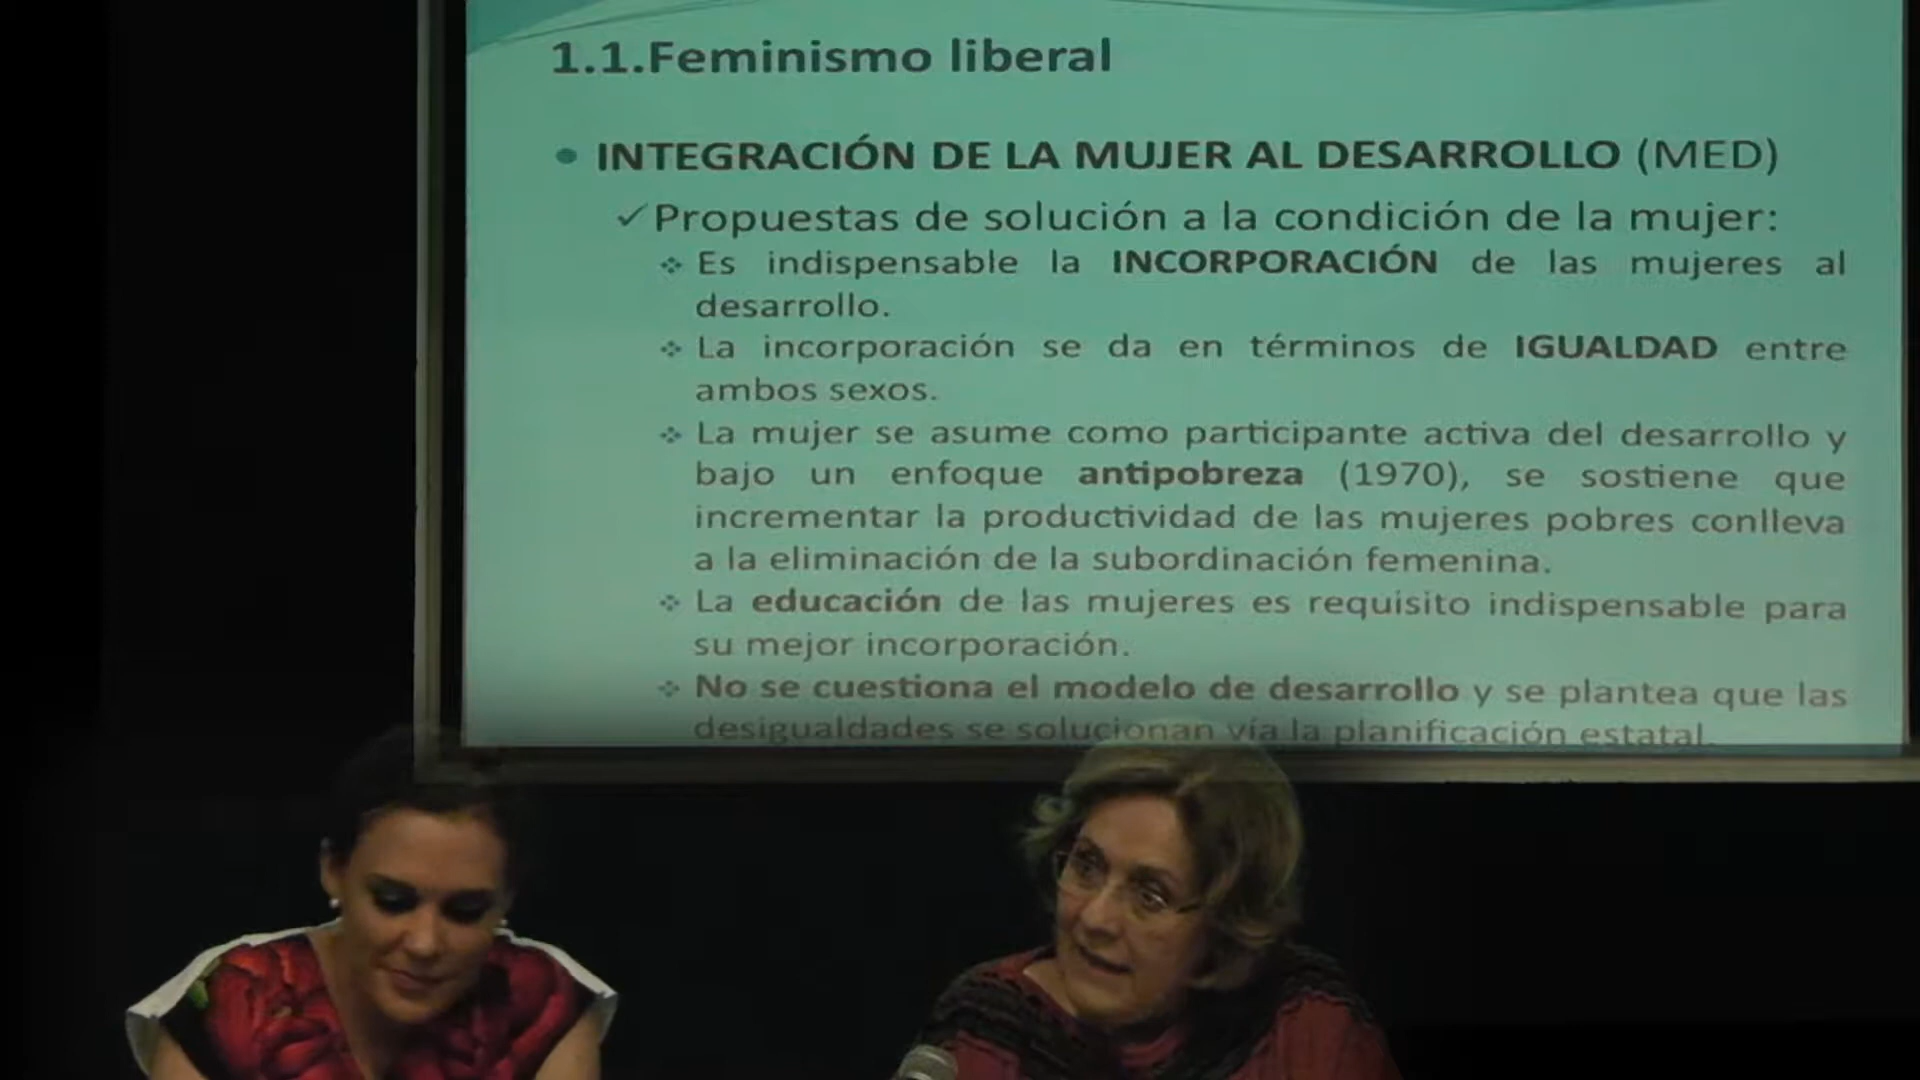 1.1.Feminismo liberal
• INTEGRACIÓN DE LA MUJER AL DESARROLLO (MED)
✓Propuestas de solución a la condición de la mujer:
❖ Es indispensable la INCORPORACIÓN de las mujeres al
desarrollo.
❖ La incorporación se da en términos de IGUALDAD entre
ambos sexos.
❖ La mujer se asume como participante activa del desarrollo y
bajo un enfoque antipobreza (1970), se sostiene que
incrementar la productividad de las mujeres pobres conlleva
a la eliminación de la subordinación femenina.
❖ La educación de las mujeres es requisito indispensable para
su mejor incorporación.
❖ No se cuestiona el modelo de desarrollo y se plantea que las
desigualdades se solucionan vía la planificación estatal.